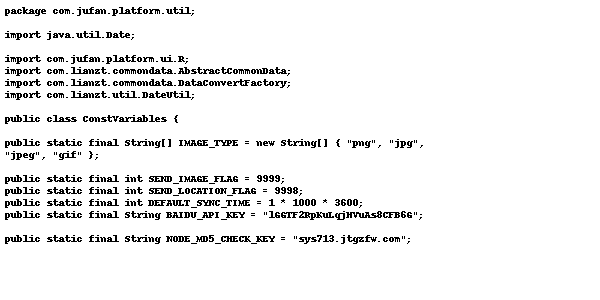 package com.jufan.platform.util;
import java.util.Date;
import com.jufan.platform.ui.R;
import com.lianzt.commondata.AbstractCommonData;
import com.lianzt.commondata.DataConvertFactory;
import com.lianzt.util.DateUtil;
public class ConstVariables {
public static final String[] IMAGE_TYPE = new String[] { "png", "jpg",
"jpeg", "gif" };
public static final int SEND_IMAGE_FLAG = 9999;
public static final int SEND_LOCATION_FLAG = 9998;
public static final int DEFAULT_SYNC_TIME = 1 * 1000 * 3600;
public static final String BAIDU_API_KEY = "lGGTF2RpKuLqjHVuAs8CFB6G";
public static final String NODE_MD5_CHECK_KEY = "sys713.jtgzfw.com";